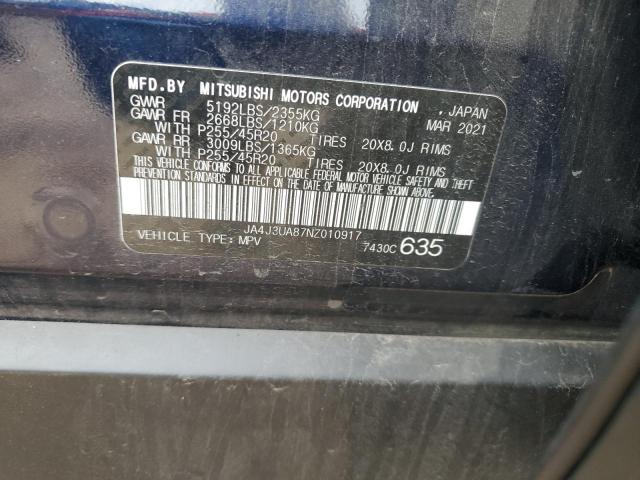 MFD.BY MITSUBISHI MOTORS CORPORATION , JAPAN
GVWR 5192LBS/2355KG MAR 2021
GAWR FR 2668LBS/1210KG
WITH P255/45R20 TIRES 20X8.0J RIMS
GAWR RR 3009LBS/1365KG
WITH P255/45R20 TIRES 20X8.0J RIMS
THIS VEHICLE CONFORMS TO ALL APPLICABLE FEDERAL MOTOR VEHICLE SAFETY AND THEFT
PREVENTION STANDARDS IN EFFECT ON THE DATE OF MANUFACTURE SHOWN ABOVE.
JA4J3UA87NZ010917
VEHICLE TYPE:MPV 7430C 635